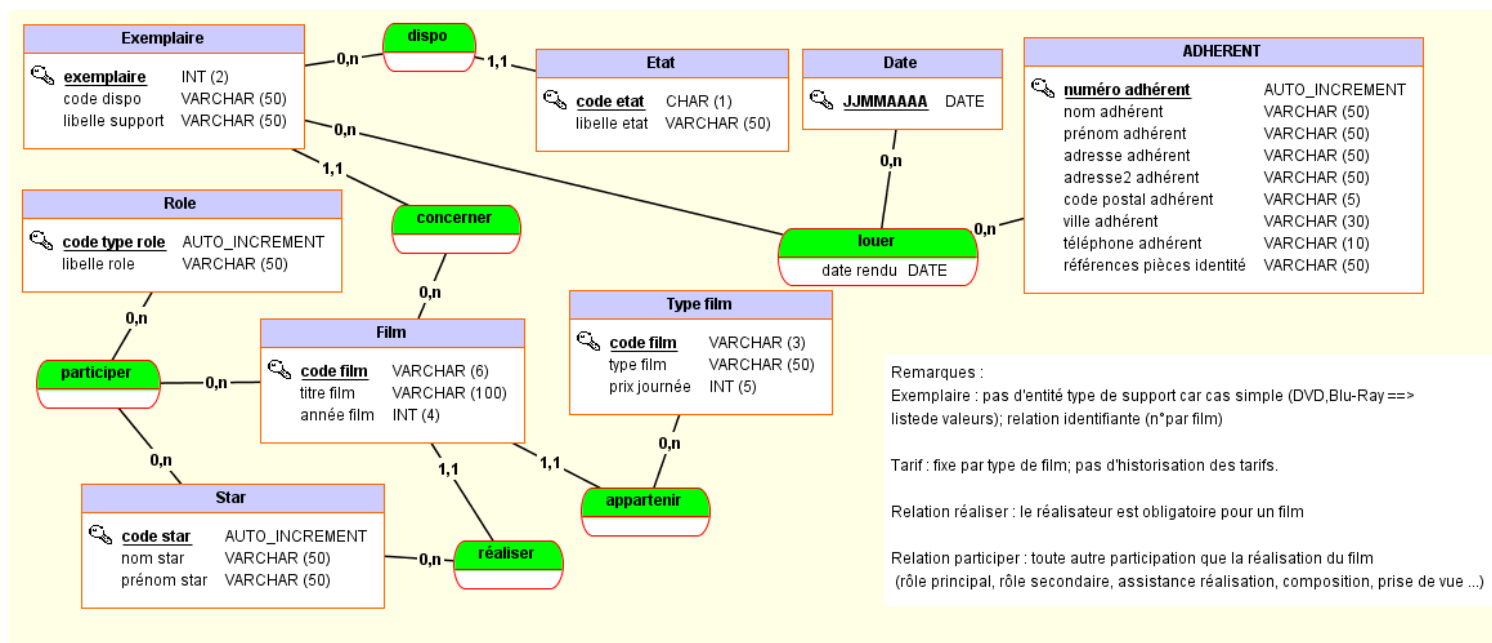 Exemplaire
exemplaire INT (2)
code dispo VARCHAR (50)
libelle support VARCHAR (50)
dispo
0,n
1,1
Etat
code etat CHAR (1)
libelle etat VARCHAR (50)
Date
JJMMAAAA DATE
ADHERENT
numéro adhérent AUTO_INCREMENT
nom adhérent VARCHAR (50)
prénom adhérent VARCHAR (50)
adresse adhérent VARCHAR (50)
adresse2 adhérent VARCHAR (50)
code postal adhérent VARCHAR (5)
ville adhérent VARCHAR (30)
téléphone adhérent VARCHAR (10)
références pièces identité VARCHAR (50)
0,n
0,n
0,n
1,1
louer
date rendu DATE
concerner
0,n
Role
code type role AUTO_INCREMENT
libelle role VARCHAR (50)
0,n
participer
0,n
0,n
Film
code film VARCHAR (6)
titre film VARCHAR (100)
année film INT (4)
Type film
code film VARCHAR (3)
type film VARCHAR (50)
prix journée INT (5)
0,n
1,1
1,1
appartenir
Star
code star AUTO_INCREMENT
nom star VARCHAR (50)
prénom star VARCHAR (50)
0,n
réaliser
Remarques :
Exemplaire : pas d'entité type de support car cas simple (DVD,Blu-Ray ==>
listede valeurs); relation identifiante (n°par film)
Tarif : fixe par type de film; pas d'historisation des tarifs.
Relation réaliser : le réalisateur est obligatoire pour un film
Relation participer : toute autre participation que la réalisation du film
(rôle principal, rôle secondaire, assistance réalisation, composition, prise de vue ...)